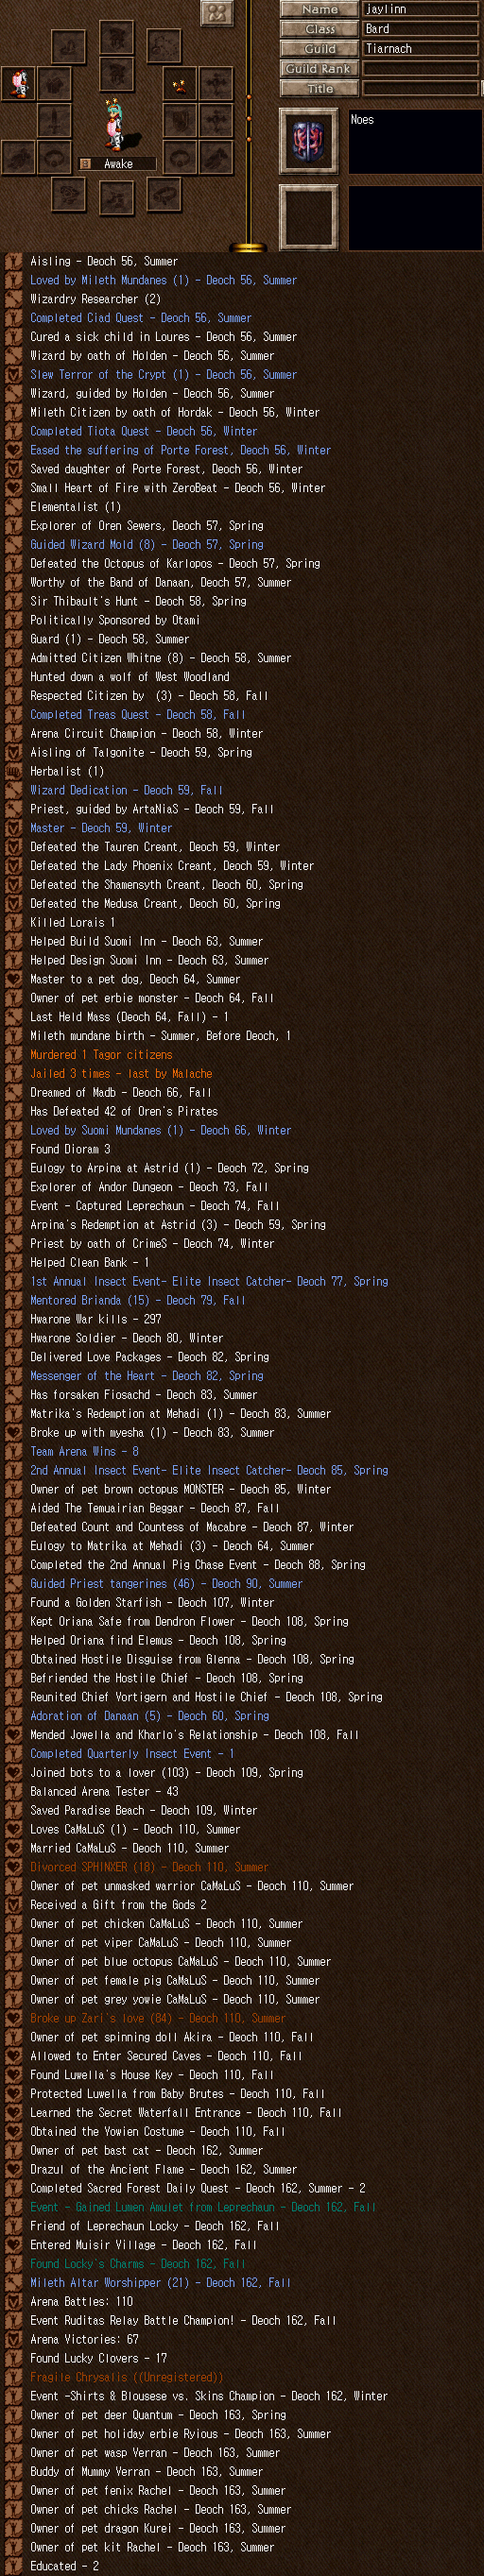 Name
jaylinn
Class
Bard
Guild
Tiarnach
Guild Rank
Title
Noes
Awake
Aisling - Deoch 56, Summer
Loved by Mileth Mundanes (1) - Deoch 56, Summer
Wizardry Researcher (2)
Completed Ciad Quest - Deoch 56, Summer
Cured a sick child in Loures - Deoch 56, Summer
Wizard by oath of Holden - Deoch 56, Summer
Slew Terror of the Crypt (1) - Deoch 56, Summer
Wizard, guided by Holden - Deoch 56, Summer
Mileth Citizen by oath of Hordak - Deoch 56, Winter
Completed Tiota Quest - Deoch 56, Winter
Eased the suffering of Porte Forest, Deoch 56, Winter
Saved daughter of Porte Forest, Deoch 56, Winter
Small Heart of Fire with ZeroBeat - Deoch 56, Winter
Elementalist (1)
Explorer of Oren Sewers, Deoch 57, Spring
Guided Wizard Mold (8) - Deoch 57, Spring
Defeated the Octopus of Karlopos - Deoch 57, Spring
Worthy of the Band of Danaan, Deoch 57, Summer
Sir Thibault's Hunt - Deoch 58, Spring
Politically Sponsored by Otami
Guard (1) - Deoch 58, Summer
Admitted Citizen Whitne (8) - Deoch 58, Summer
Hunted down a wolf of West Woodland
Respected Citizen by  (3) - Deoch 58, Fall
Completed Treas Quest - Deoch 58, Fall
Arena Circuit Champion - Deoch 58, Winter
Aisling of Talgonite - Deoch 59, Spring
Herbalist (1)
Wizard Dedication - Deoch 59, Fall
Priest, guided by ArtaNiaS - Deoch 59, Fall
Master - Deoch 59, Winter
Defeated the Tauren Creant, Deoch 59, Winter
Defeated the Lady Phoenix Creant, Deoch 59, Winter
Defeated the Shamensyth Creant, Deoch 60, Spring
Defeated the Medusa Creant, Deoch 60, Spring
Killed Lorais 1
Helped Build Suomi Inn - Deoch 63, Summer
Helped Design Suomi Inn - Deoch 63, Summer
Master to a pet dog, Deoch 64, Summer
Owner of pet erbie monster - Deoch 64, Fall
Last Held Mass (Deoch 64, Fall) - 1
Mileth mundane birth - Summer, Before Deoch, 1
Murdered 1 Tagor citizens
Jailed 3 times - last by Malache
Dreamed of Madb - Deoch 66, Fall
Has Defeated 42 of Oren's Pirates
Loved by Suomi Mundanes (1) - Deoch 66, Winter
Found Dioram 3
Eulogy to Arpina at Astrid (1) - Deoch 72, Spring
Explorer of Andor Dungeon - Deoch 73, Fall
Event - Captured Leprechaun - Deoch 74, Fall
Arpina's Redemption at Astrid (3) - Deoch 59, Spring
Priest by oath of CrimeS - Deoch 74, Winter
Helped Clean Bank - 1
1st Annual Insect Event- Elite Insect Catcher- Deoch 77, Spring
Mentored Brianda (15) - Deoch 79, Fall
Hwarone War kills - 297
Hwarone Soldier - Deoch 80, Winter
Delivered Love Packages - Deoch 82, Spring
Messenger of the Heart - Deoch 82, Spring
Has forsaken Fiosachd - Deoch 83, Summer
Matrika's Redemption at Mehadi (1) - Deoch 83, Summer
Broke up with myesha (1) - Deoch 83, Summer
Team Arena Wins - 8
2nd Annual Insect Event- Elite Insect Catcher- Deoch 85, Spring
Owner of pet brown octopus MONSTER - Deoch 85, Winter
Aided The Temuairian Beggar - Deoch 87, Fall
Defeated Count and Countess of Macabre - Deoch 87, Winter
Eulogy to Matrika at Mehadi (3) - Deoch 64, Summer
Completed the 2nd Annual Pig Chase Event - Deoch 88, Spring
Guided Priest tangerines (46) - Deoch 90, Summer
Found a Golden Starfish - Deoch 107, Winter
Kept Oriana Safe from Dendron Flower - Deoch 108, Spring
Helped Oriana find Elemus - Deoch 108, Spring
Obtained Hostile Disguise from Glenna - Deoch 108, Spring
Befriended the Hostile Chief - Deoch 108, Spring
Reunited Chief Vortigern and Hostile Chief - Deoch 108, Spring
Adoration of Danaan (5) - Deoch 60, Spring
Mended Jowella and Kharlo's Relationship - Deoch 108, Fall
Completed Quarterly Insect Event - 1
Joined bots to a lover (103) - Deoch 109, Spring
Balanced Arena Tester - 43
Saved Paradise Beach - Deoch 109, Winter
Loves CaMaLuS (1) - Deoch 110, Summer
Married CaMaLuS - Deoch 110, Summer
Divorced SPHINXER (18) - Deoch 110, Summer
Owner of pet unmasked warrior CaMaLuS - Deoch 110, Summer
Received a Gift from the Gods 2
Owner of pet chicken CaMaLuS - Deoch 110, Summer
Owner of pet viper CaMaLuS - Deoch 110, Summer
Owner of pet blue octopus CaMaLuS - Deoch 110, Summer
Owner of pet female pig CaMaLuS - Deoch 110, Summer
Owner of pet grey yowie CaMaLuS - Deoch 110, Summer
Broke up Zari's love (84) - Deoch 110, Summer
Owner of pet spinning doll Akira - Deoch 110, Fall
Allowed to Enter Secured Caves - Deoch 110, Fall
Found Luwella's House Key - Deoch 110, Fall
Protected Luwella from Baby Brutes - Deoch 110, Fall
Learned the Secret Waterfall Entrance - Deoch 110, Fall
Obtained the Yowien Costume - Deoch 110, Fall
Owner of pet bast cat - Deoch 162, Summer
Drazul of the Ancient Flame - Deoch 162, Summer
Completed Sacred Forest Daily Quest - Deoch 162, Summer - 2
Event - Gained Lumen Amulet from Leprechaun - Deoch 162, Fall
Friend of Leprechaun Locky - Deoch 162, Fall
Entered Muisir Village - Deoch 162, Fall
Found Locky's Charms - Deoch 162, Fall
Mileth Altar Worshipper (21) - Deoch 162, Fall
Arena Battles: 110
Event Ruditas Relay Battle Champion! - Deoch 162, Fall
Arena Victories: 67
Found Lucky Clovers - 17
Fragile Chrysalis ((Unregistered))
Event -Shirts & Blousese vs. Skins Champion - Deoch 162, Winter
Owner of pet deer Quantum - Deoch 163, Spring
Owner of pet holiday erbie Ryious - Deoch 163, Summer
Owner of pet wasp Verran - Deoch 163, Summer
Buddy of Mummy Verran - Deoch 163, Summer
Owner of pet fenix Rachel - Deoch 163, Summer
Owner of pet chicks Rachel - Deoch 163, Summer
Owner of pet dragon Kurei - Deoch 163, Summer
Owner of pet kit Rachel - Deoch 163, Summer
Educated - 2